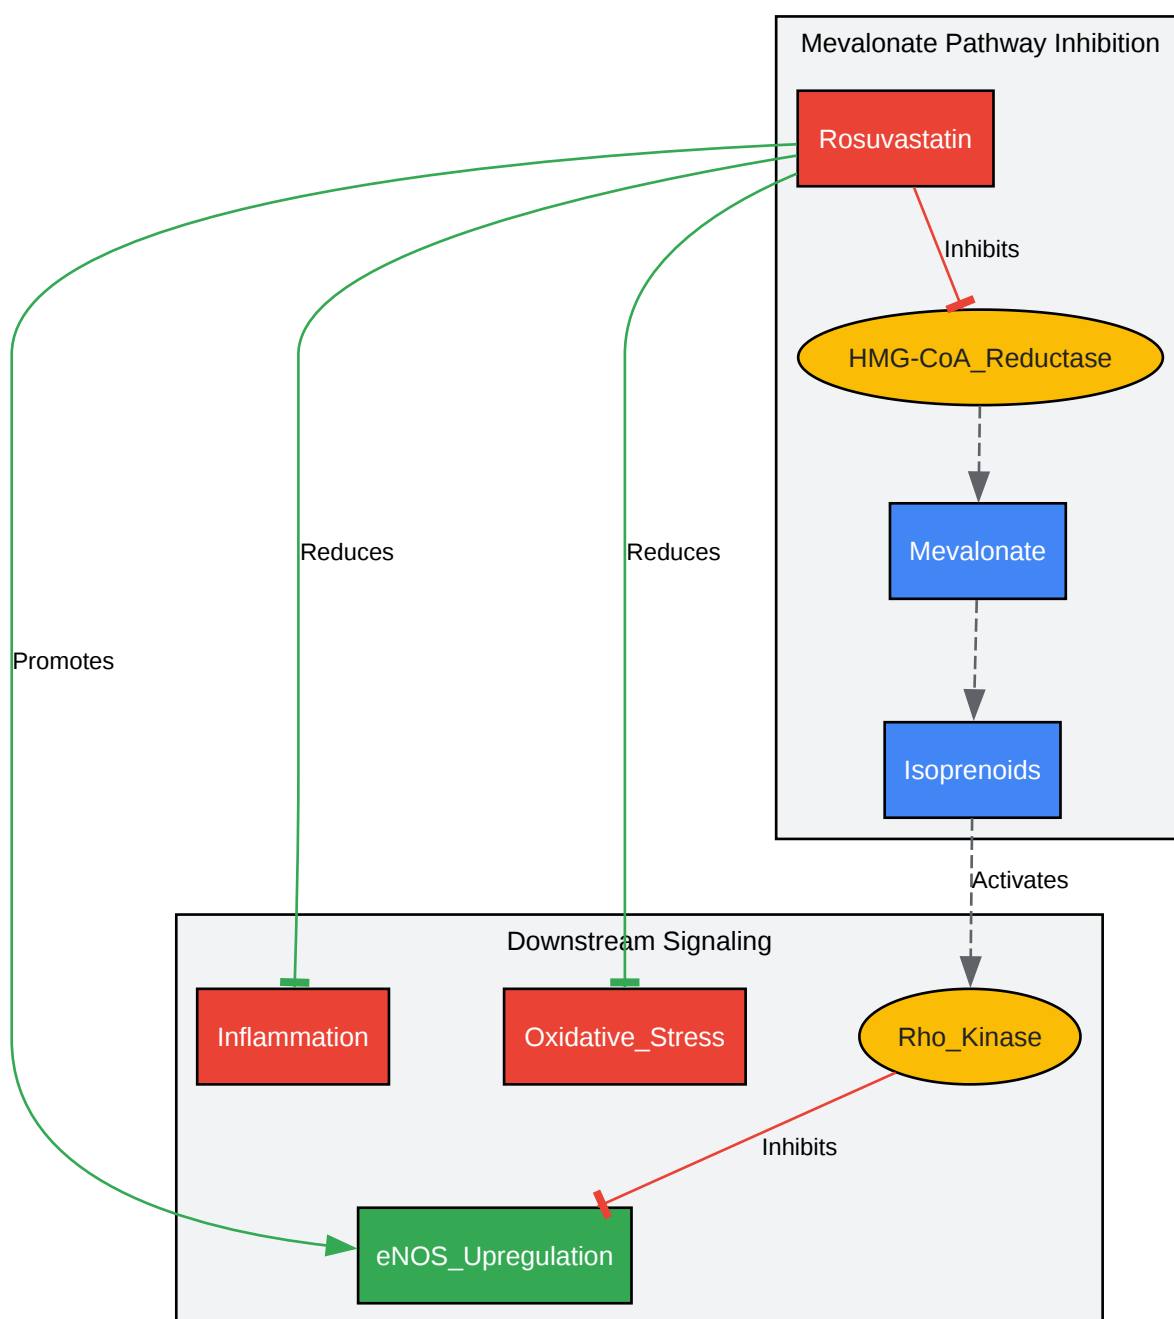 Mevalonate Pathway Inhibition
Rosuvastatin
Inhibits
HMG-CoA_Reductase
Mevalonate
Reduces
Reduces
Promotes
Isoprenoids
Activates
Downstream Signaling
Inflammation
Oxidative_Stress
Rho_Kinase
Inhibits
eNOS_Upregulation